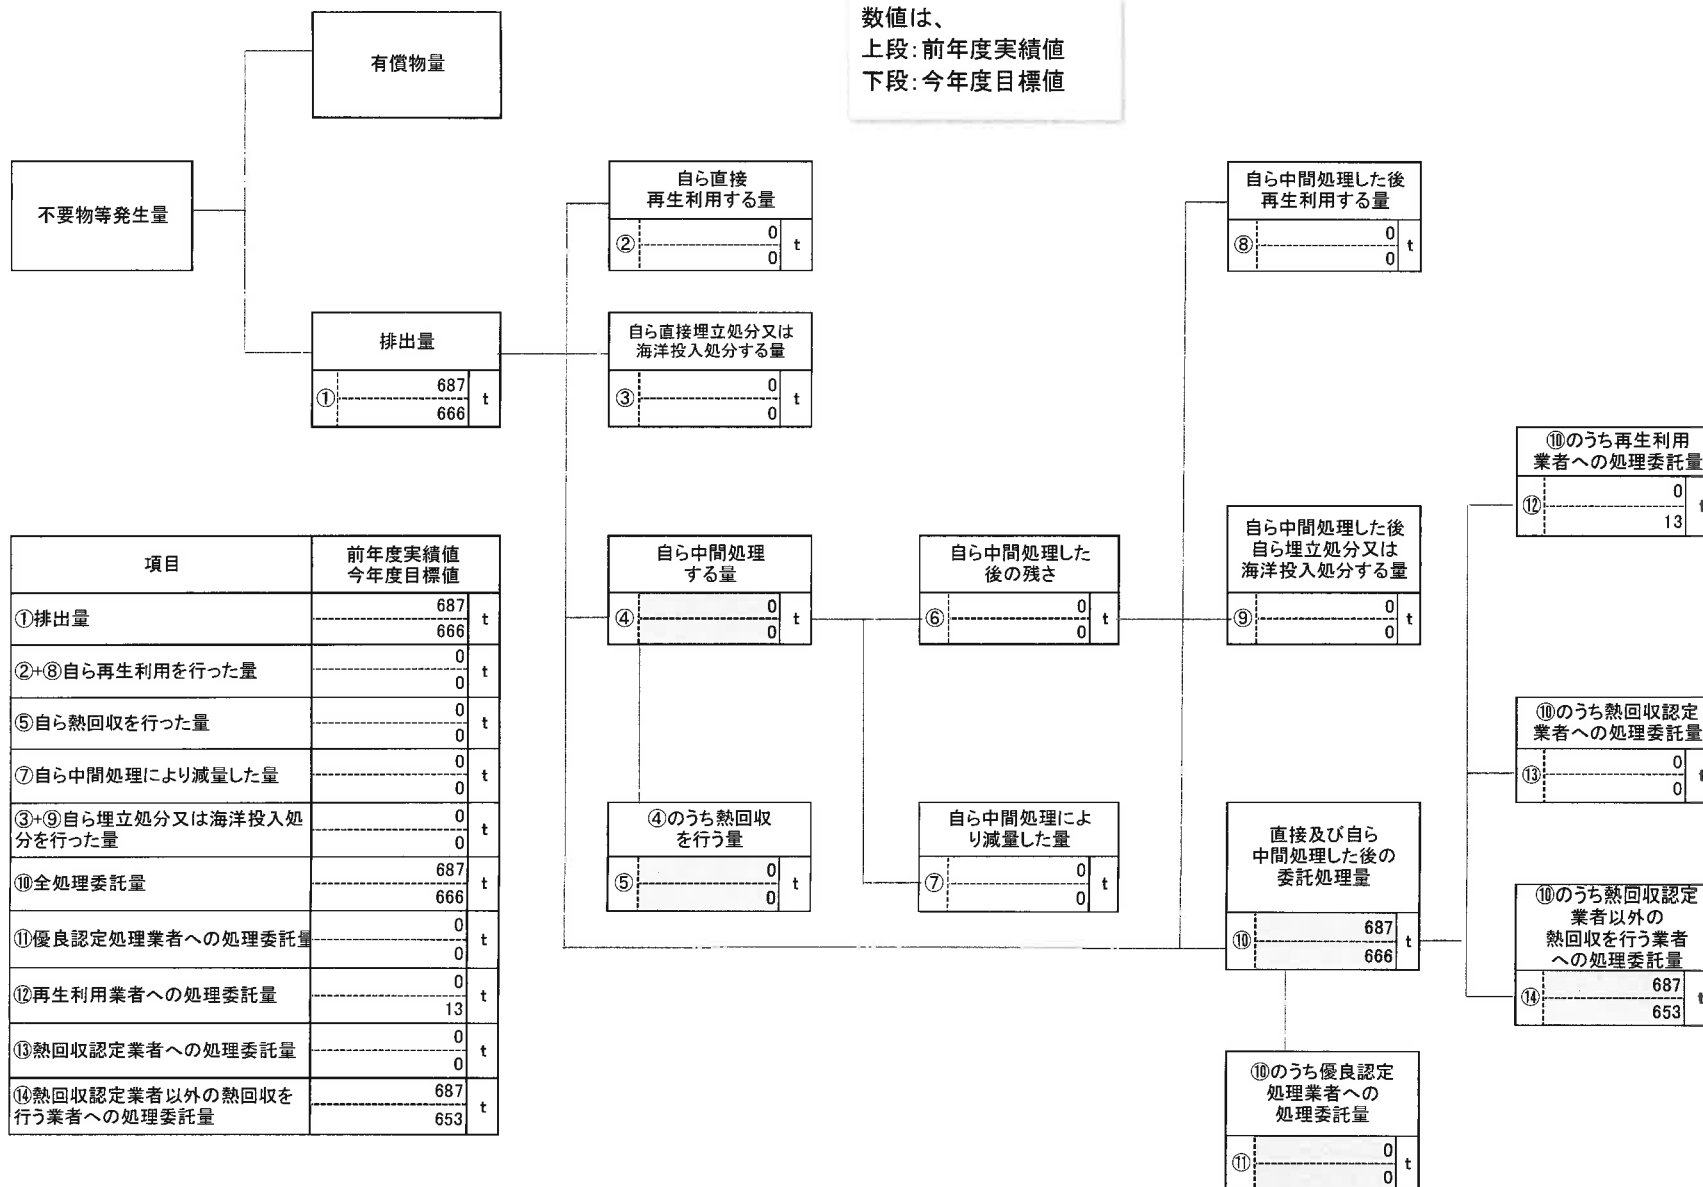 数値は、
上段:前年度実績値
下段:今年度目標値
有償物量
不要物等発生量
排出量
①
687
666
t
自ら直接
再生利用する量
②
0
0
t
自ら直接埋立処分又は
海洋投入処分する量
③
0
0
t
自ら中間処理
する量
④
0
0
t
④のうち熱回収
を行う量
⑤
0
0
t
自ら中間処理した
後の残さ
⑥
0
0
t
自ら中間処理によ
り減量した量
⑦
0
0
t
自ら中間処理した後
再生利用する量
⑧
0
0
t
自ら中間処理した後
自ら埋立処分又は
海洋投入処分する量
⑨
0
0
t
直接及び自ら
中間処理した後の
委託処理量
⑩
687
666
t
⑩のうち優良認定
処理業者への
処理委託量
⑪
0
0
t
⑩のうち再生利用
業者への処理委託量
⑫
0
13
t
⑩のうち熱回収認定
業者への処理委託量
⑬
0
0
t
⑩のうち熱回収認定
業者以外の
熱回収を行う業者
への処理委託量
⑭
687
653
t
項目
前年度実績値
今年度目標値
①排出量
687
666
t
②+⑧自ら再生利用を行った量
0
0
t
⑤自ら熱回収を行った量
0
0
t
⑦自ら中間処理により減量した量
0
0
t
③+⑨自ら埋立処分又は海洋投入処
分を行った量
0
0
t
⑩全処理委託量
687
666
t
⑪優良認定処理業者への処理委託量
0
0
t
⑫再生利用業者への処理委託量
0
13
t
⑬熱回収認定業者への処理委託量
0
0
t
⑭熱回収認定業者以外の熱回収を
行う業者への処理委託量
687
653
t